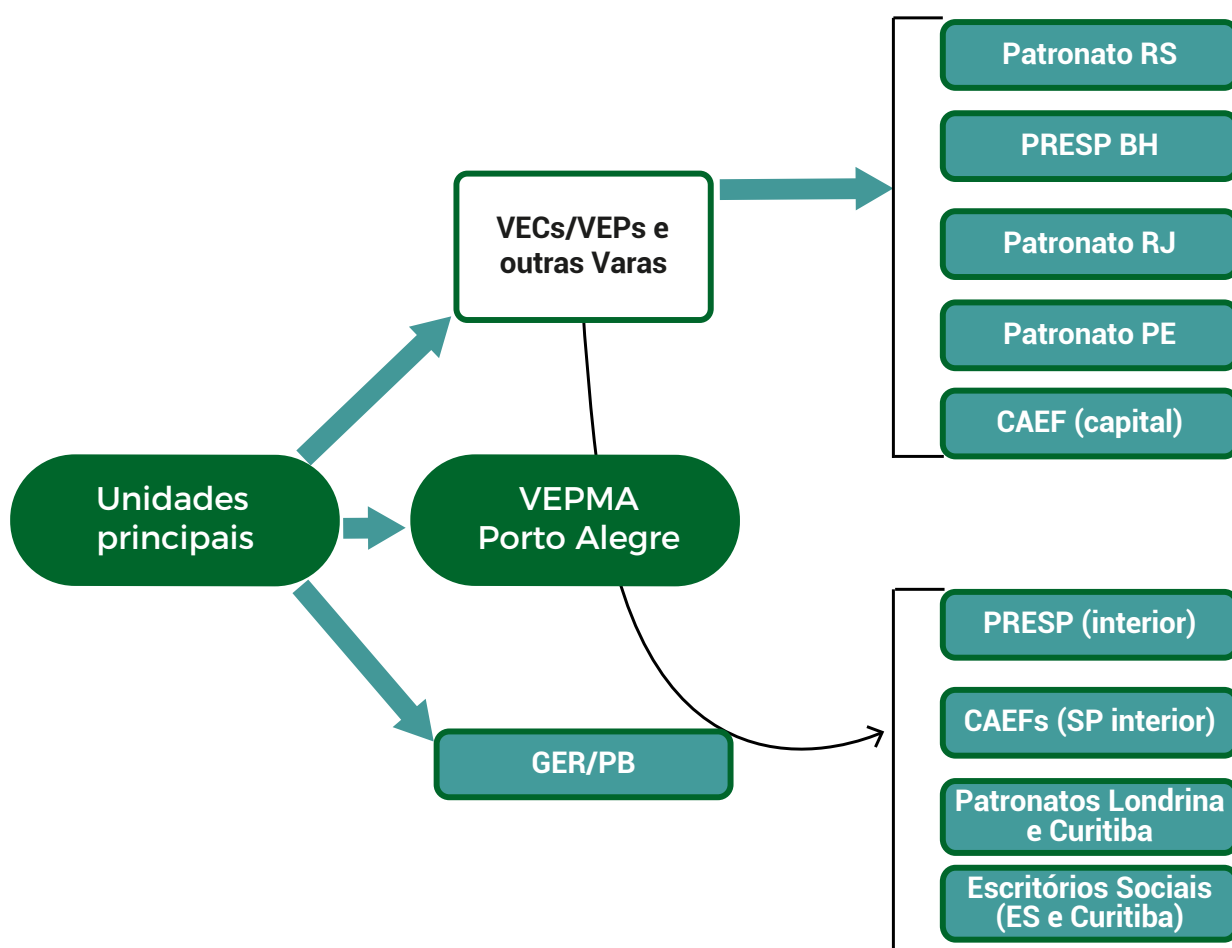 Patronato RS
PRESP BH
Patronato RJ
Patronato PE
CAEF (capital)
VECs/VEPs e
outras Varas
Unidades
principais
VEPMA
Porto Alegre
GER/PB
PRESP (interior)
CAEFs (SP interior)
Patronatos Londrina
e Curitiba
Escritórios Sociais
(ES e Curitiba)